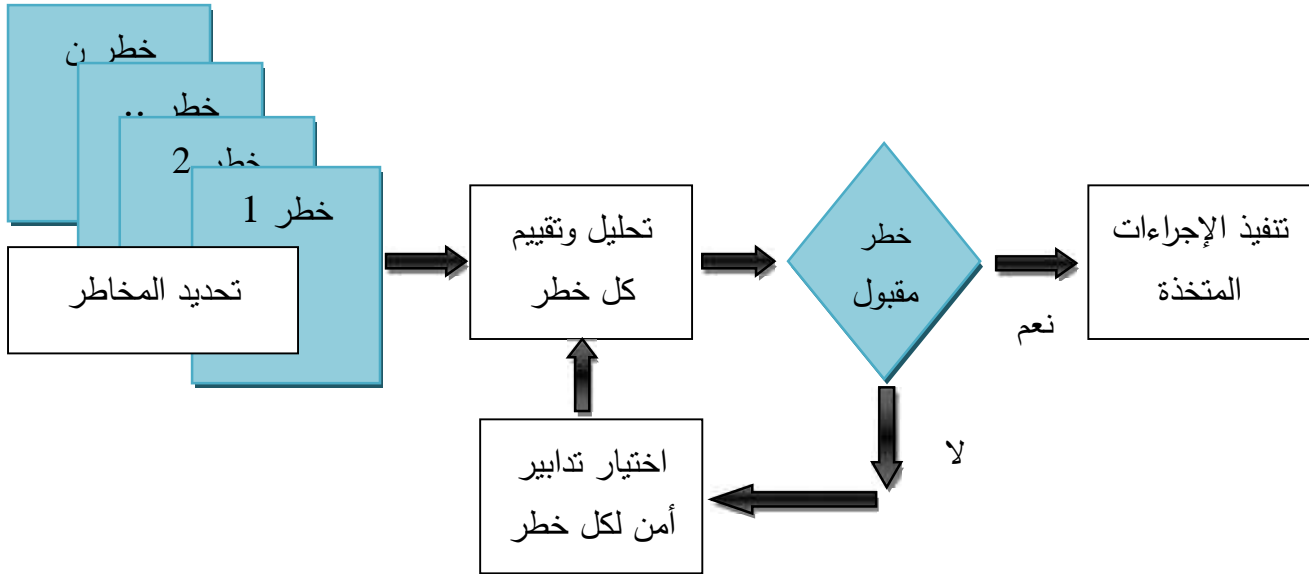 خطر ن
خطر ..
خطر 2
خطر 1
تحديد المخاطر
تحليل وتقييم
كل خطر
خطر
مقبول
تنفيذ الإجراءات
المتخذة
نعم
لا
اختيار تدابير
أمن لكل خطر